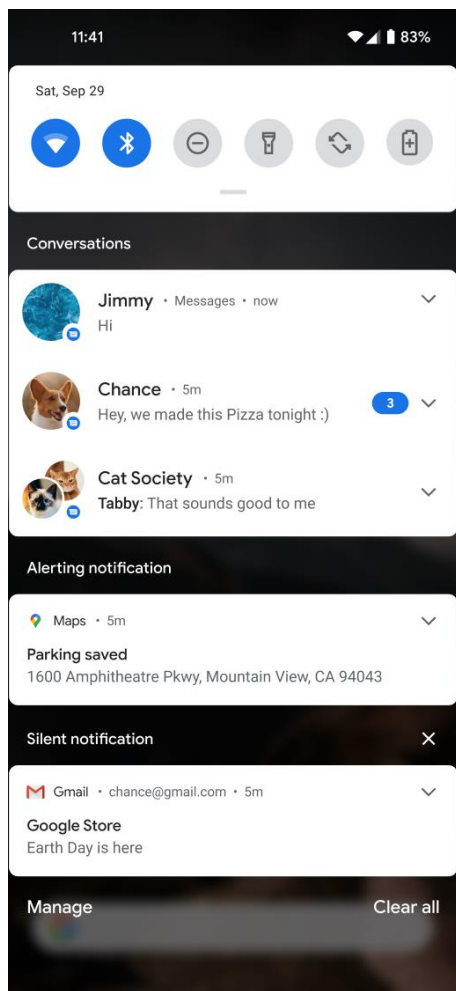 11:41 83%
Sat, Sep 29
Conversations
Jimmy • Messages • now
Hi
Chance • 5m
Hey, we made this Pizza tonight :)
3
Cat Society • 5m
Tabby: That sounds good to me
Alerting notification
Maps • 5m
Parking saved
1600 Amphitheatre Pkwy, Mountain View, CA 94043
Silent notification
Gmail • chance@gmail.com • 5m
Google Store
Earth Day is here
Manage Clear all